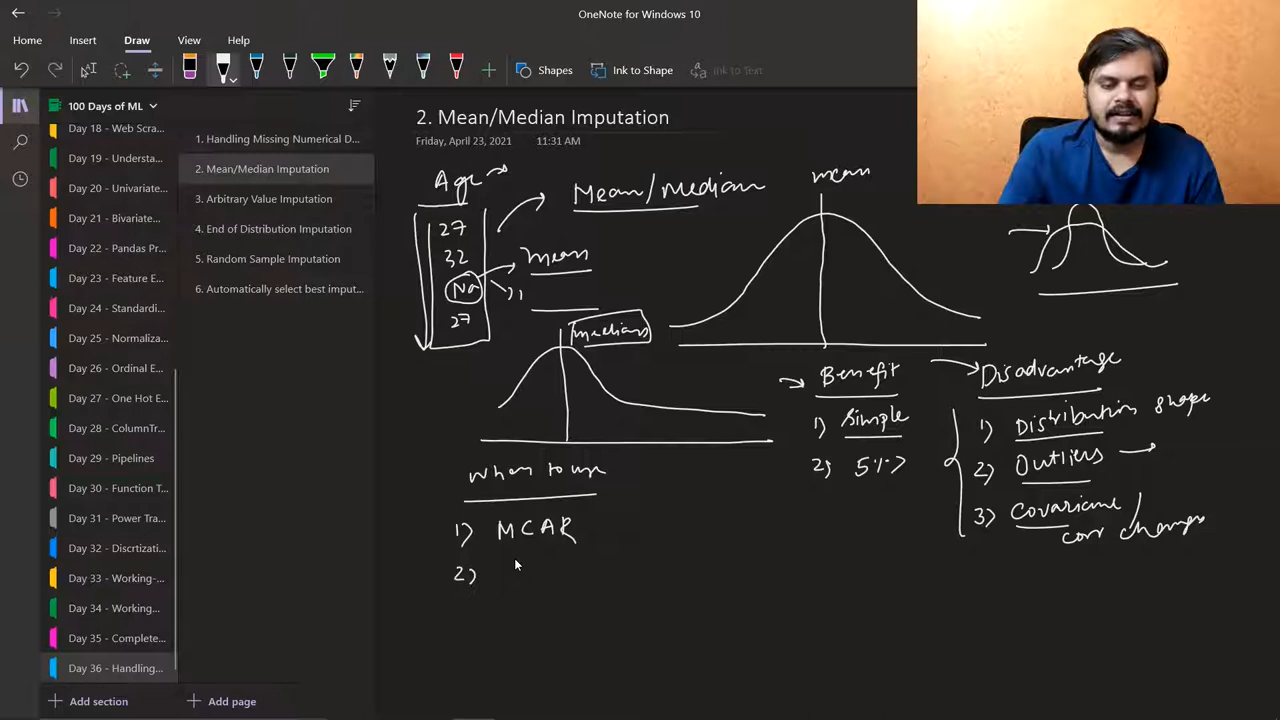 OneNote for Windows 10
Home Insert Draw View Help
Shapes Ink to Shape Ink to Text
100 Days of ML
Day 18 - Web Scra...
Day 19 - Understa...
Day 20 - Univariate...
Day 21 - Bivariate...
Day 22 - Pandas Pr...
Day 23 - Feature E...
Day 24 - Standardi...
Day 25 - Normaliza...
Day 26 - Ordinal E...
Day 27 - One Hot E...
Day 28 - ColumnTr...
Day 29 - Pipelines
Day 30 - Function T...
Day 31 - Power Tra...
Day 32 - Discrtizati...
Day 33 - Working-...
Day 34 - Working...
Day 35 - Complete...
Day 36 - Handling...
Add section
1. Handling Missing Numerical D...
2. Mean/Median Imputation
3. Arbitrary Value Imputation
4. End of Distribution Imputation
5. Random Sample Imputation
6. Automatically select best imput...
Add page
2. Mean/Median Imputation
Friday, April 23, 2021 11:31 AM
Age
27
32
Na
27
Mean/Median
mean
mean
median
Benefit
1) Simple
2) 5%
Disadvantage
1) Distribution shape
2) Outliers
3) Covariance/
corr changes
When to use
1) MCAR
2)